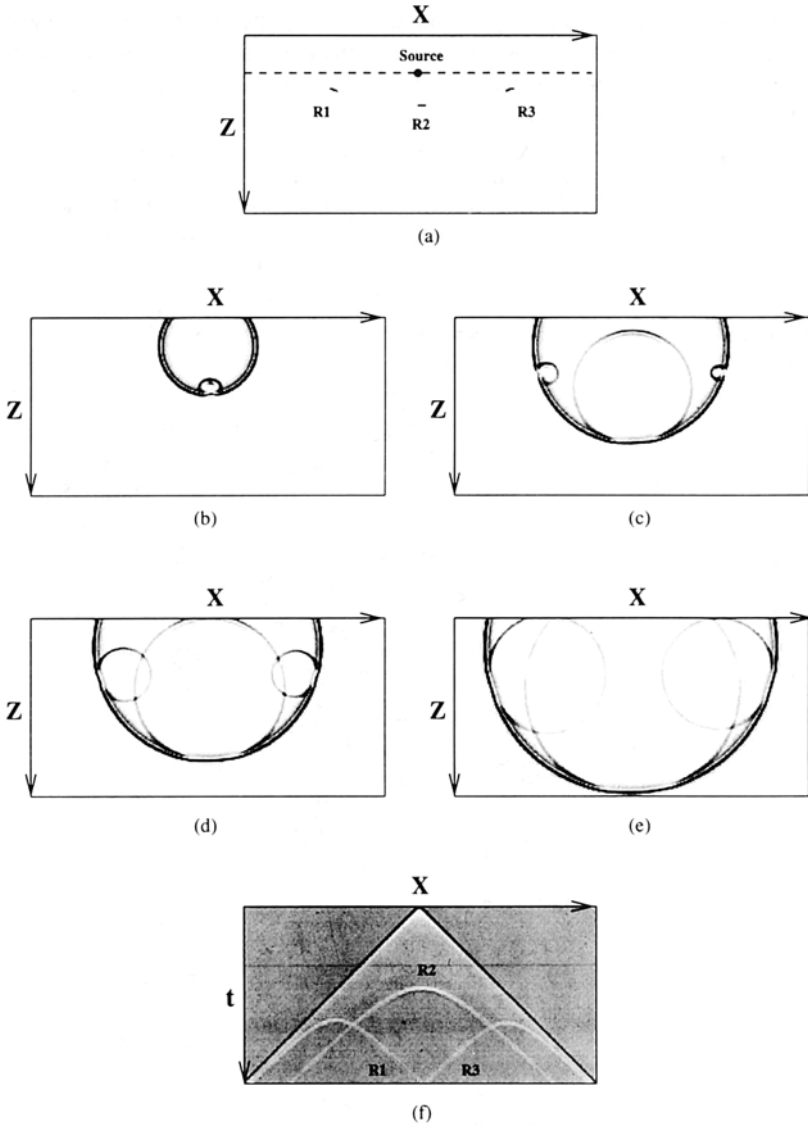 X
Source
R1
R2
R3
Z
(a)
X
Z
(b)
X
Z
(c)
X
Z
(d)
X
Z
(e)
X
t
R2
R1
R3
(f)